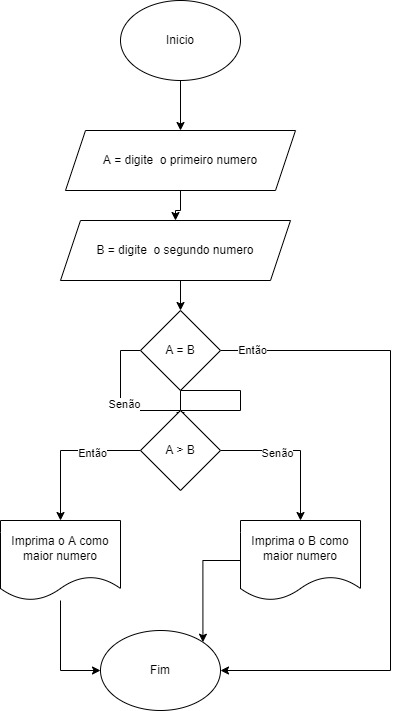 Inicio
A = digite o primeiro numero
B = digite o segundo numero
A = B
Então
Senão
A > B
Então
Senão
Imprima o A como
maior numero
Imprima o B como
maior numero
Fim